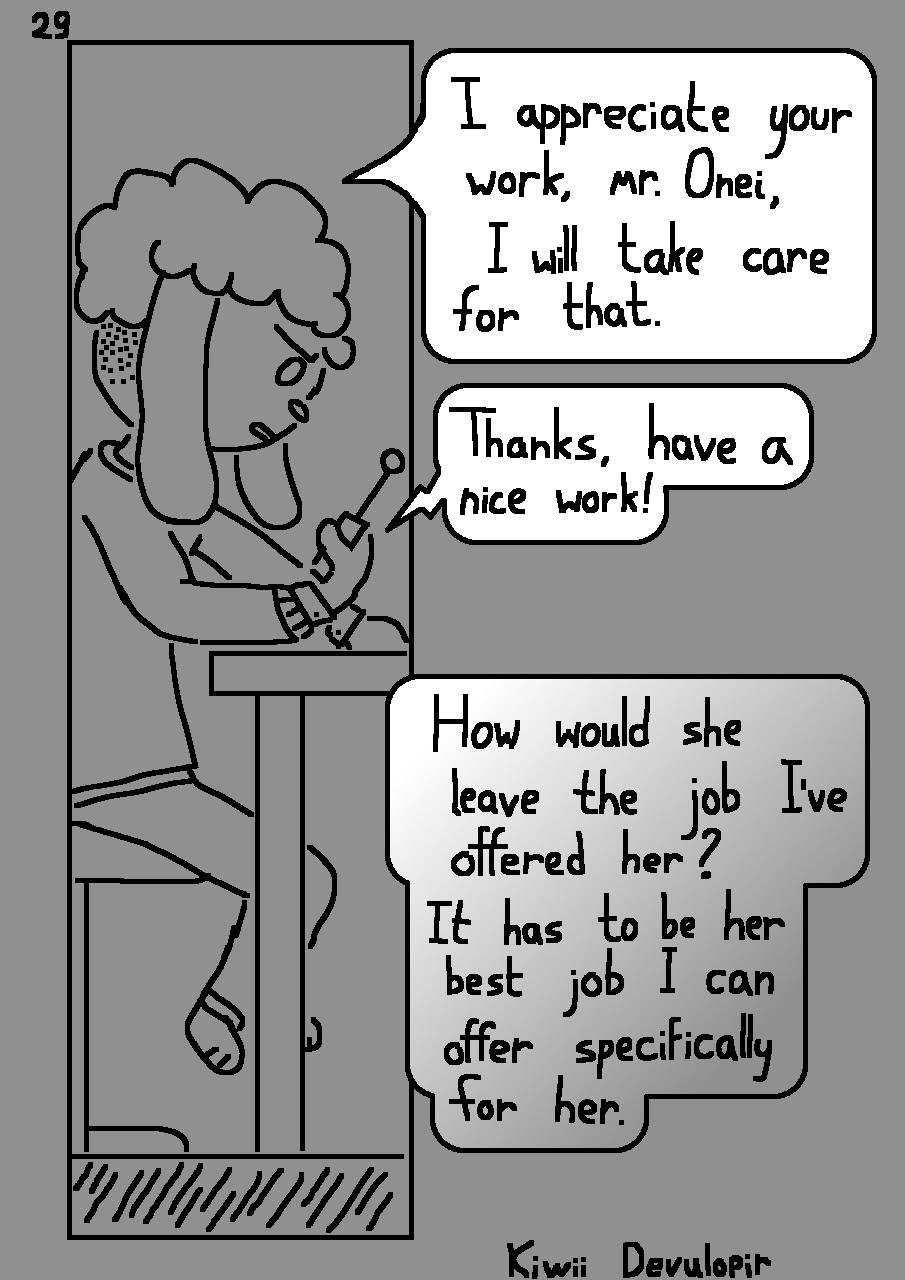 29
I appreciate your
work, mr. Onei,
I will take care
for that.
Thanks, have a
nice work!
How would she
leave the job I've
offered her?
It has to be her
best job I can
offer specifically
for her.
Kiwii Devulopir